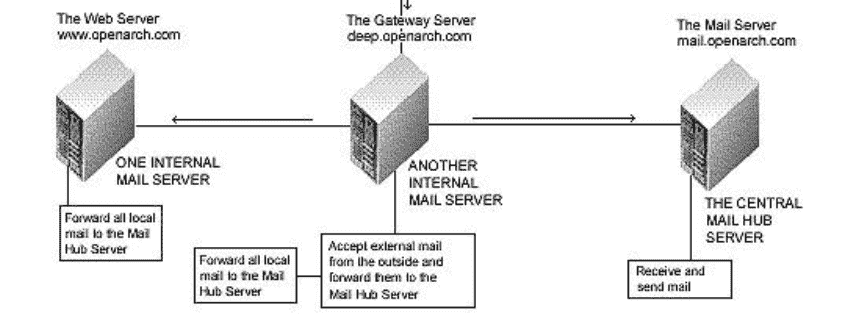 The Web Server
www.openarch.com
The Gateway Server
deep.openarch.com
The Mail Server
mail.openarch.com
ONE INTERNAL
MAIL SERVER
ANOTHER
INTERNAL
MAIL SERVER
THE CENTRAL
MAIL HUB
SERVER
Forward all local
mail to the Mail
Hub Server
Forward all local
mail to the Mail
Hub Server
Accept external mail
from the outside and
forward them to the
Mail Hub Server
Receive and
send mail